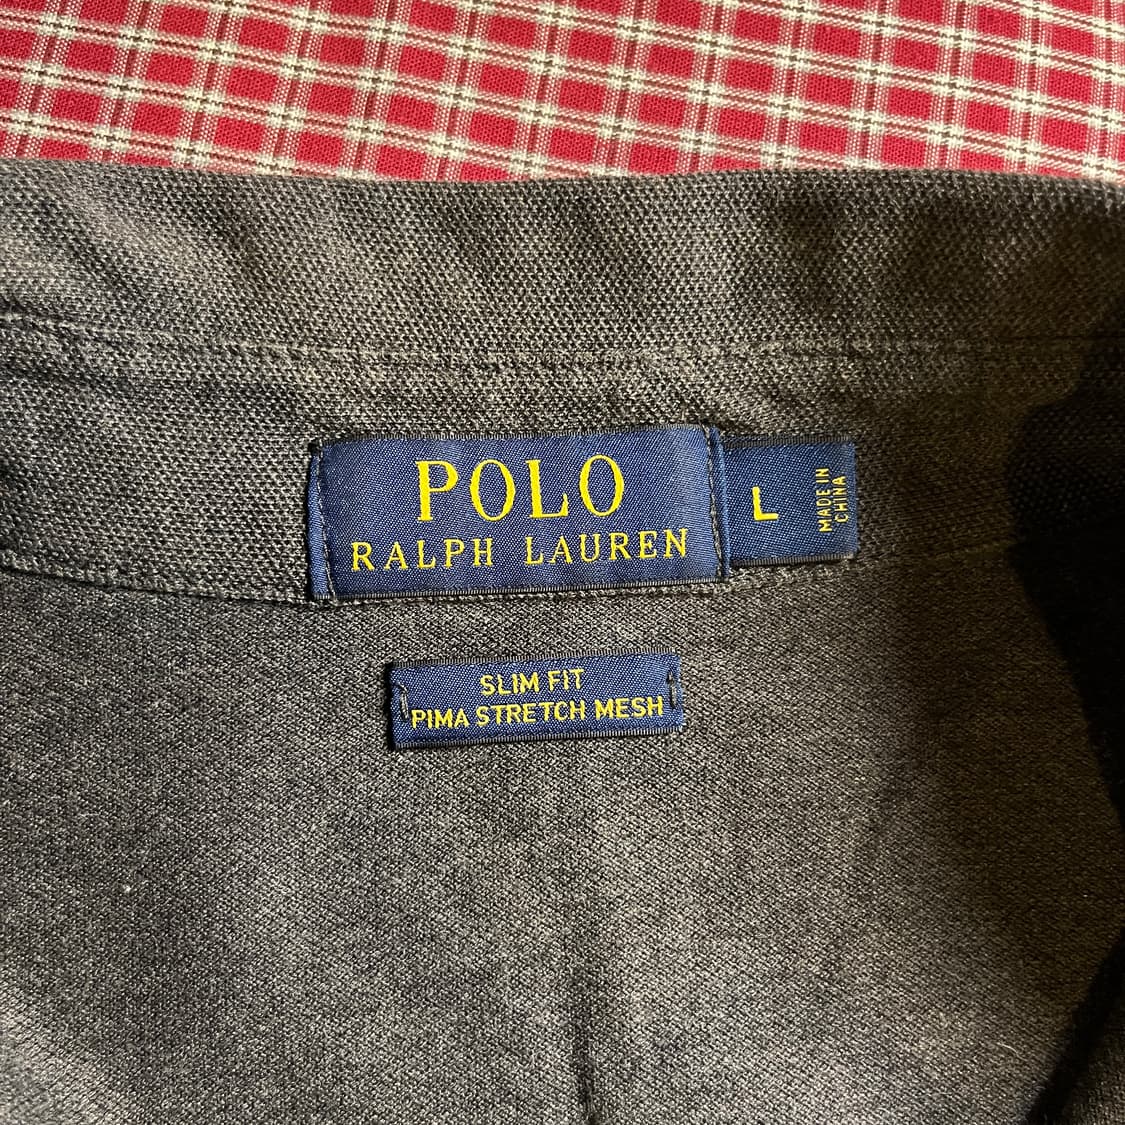 POLO
RALPH LAUREN
L
MADE IN
CHINA
SLIM FIT
PIMA STRETCH MESH